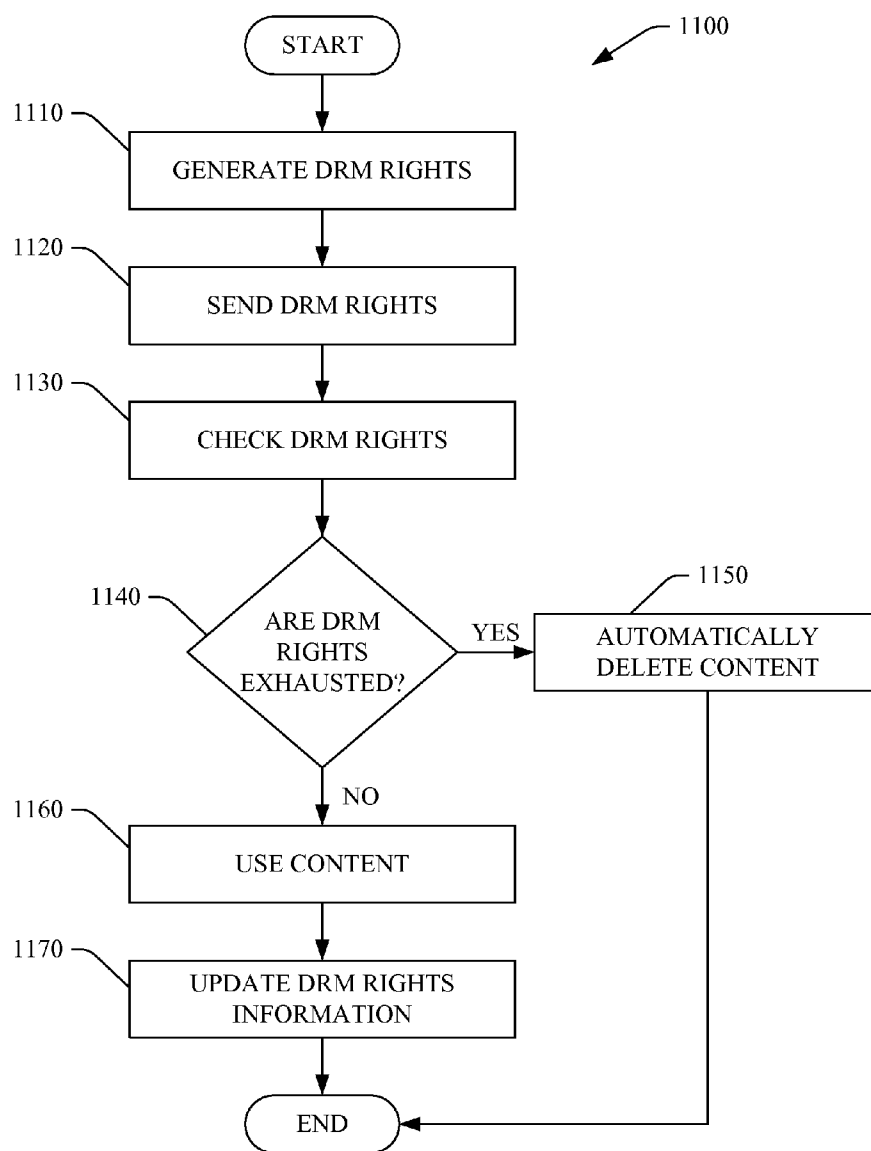 START
1100
1110
GENERATE DRM RIGHTS
1120
SEND DRM RIGHTS
1130
CHECK DRM RIGHTS
1140
ARE DRM
RIGHTS
EXHAUSTED?
YES
1150
AUTOMATICALLY
DELETE CONTENT
NO
1160
USE CONTENT
1170
UPDATE DRM RIGHTS
INFORMATION
END